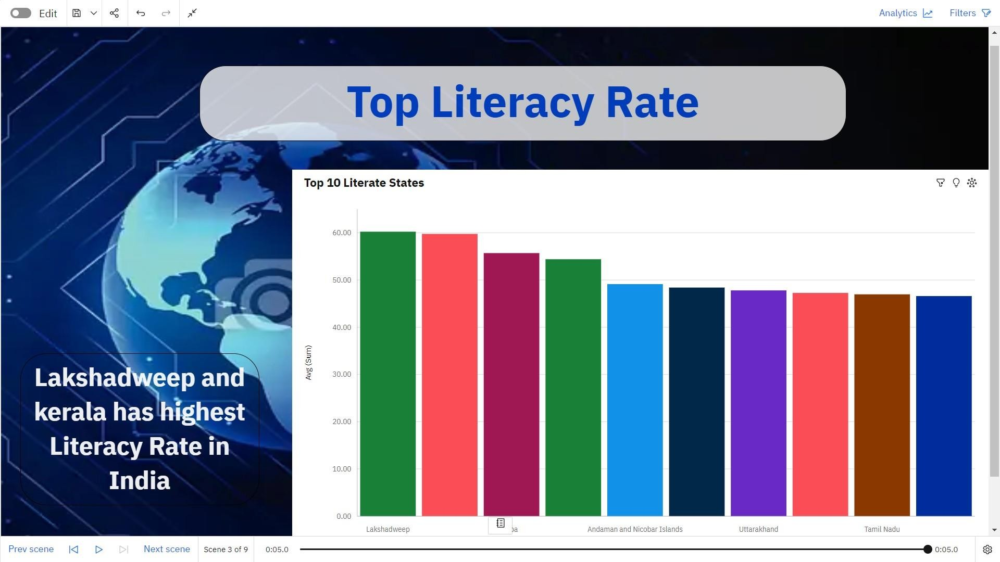 Edit
Analytics
Filters
Top Literacy Rate
Top 10 Literate States
60.00
50.00
40.00
30.00
20.00
10.00
0.00
Avg (Sum)
Lakshadweep
Andaman and Nicobar Islands
Uttarakhand
Tamil Nadu
Lakshadweep and
kerala has highest
Literacy Rate in
India
Prev scene
Next scene
Scene 3 of 9
0:05.0
0:05.0